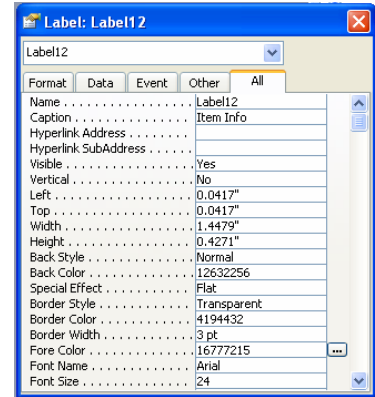 Label: Label12
Label12
Format Data Event Other All
Name . . . . . . . . . . . . . . . . . Label12
Caption . . . . . . . . . . . . . . . Item Info
Hyperlink Address . . . . . . . .
Hyperlink SubAddress . . . . . .
Visible . . . . . . . . . . . . . . . . Yes
Vertical . . . . . . . . . . . . . . . No
Left . . . . . . . . . . . . . . . . . . 0.0417"
Top . . . . . . . . . . . . . . . . . . 0.0417"
Width . . . . . . . . . . . . . . . . 1.4479"
Height . . . . . . . . . . . . . . . . 0.4271"
Back Style . . . . . . . . . . . . . Normal
Back Color . . . . . . . . . . . . . 12632256
Special Effect . . . . . . . . . . . Flat
Border Style . . . . . . . . . . . . Transparent
Border Color . . . . . . . . . . . . 4194432
Border Width . . . . . . . . . . . 3 pt
Fore Color . . . . . . . . . . . . . 16777215 ...
Font Name . . . . . . . . . . . . . Arial
Font Size . . . . . . . . . . . . . . 24